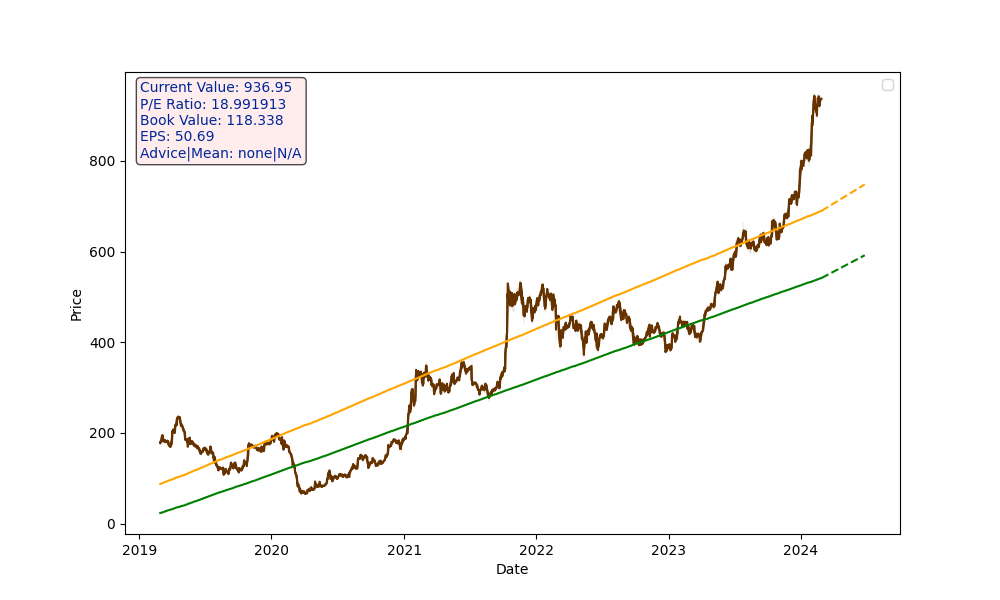 Current Value: 936.95
P/E Ratio: 18.991913
Book Value: 118.338
EPS: 50.69
Advice|Mean: none|N/A
800
600
400
200
0
Price
2019 2020 2021 2022 2023 2024
Date